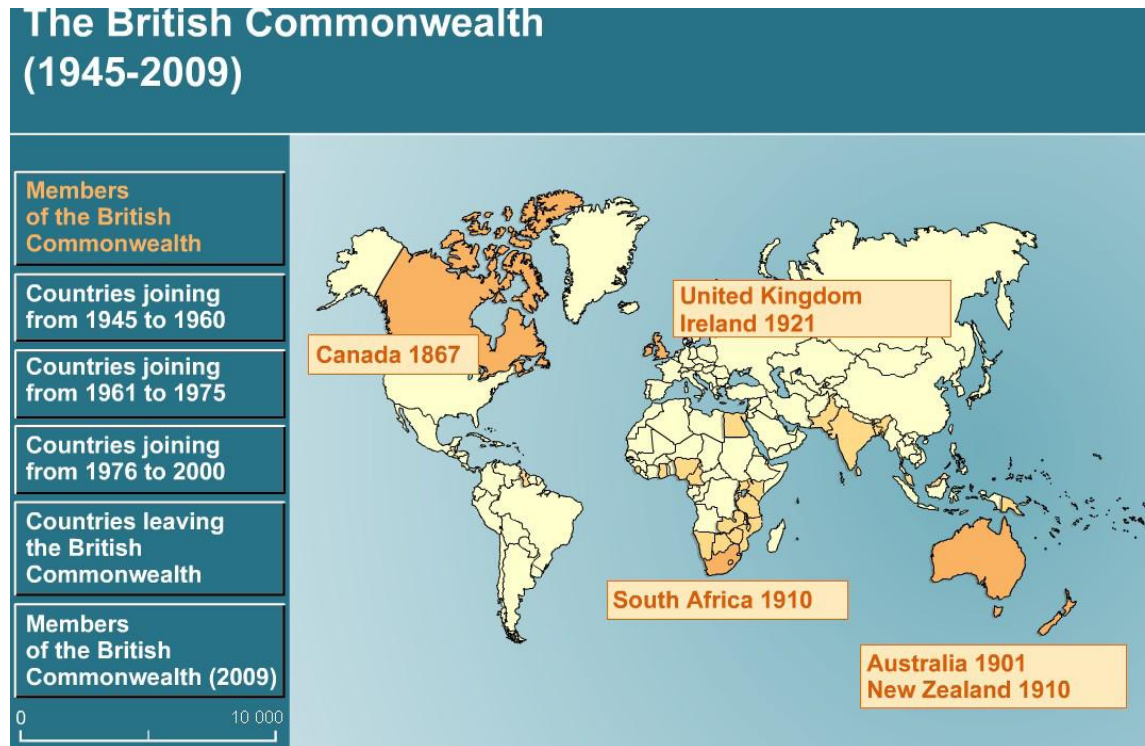 The British Commonwealth
(1945-2009)
Members
of the British
Commonwealth
Countries joining
from 1945 to 1960
Countries joining
from 1961 to 1975
Countries joining
from 1976 to 2000
Countries leaving
the British
Commonwealth
Members
of the British
Commonwealth (2009)
0 10 000
Canada 1867
United Kingdom
Ireland 1921
South Africa 1910
Australia 1901
New Zealand 1910